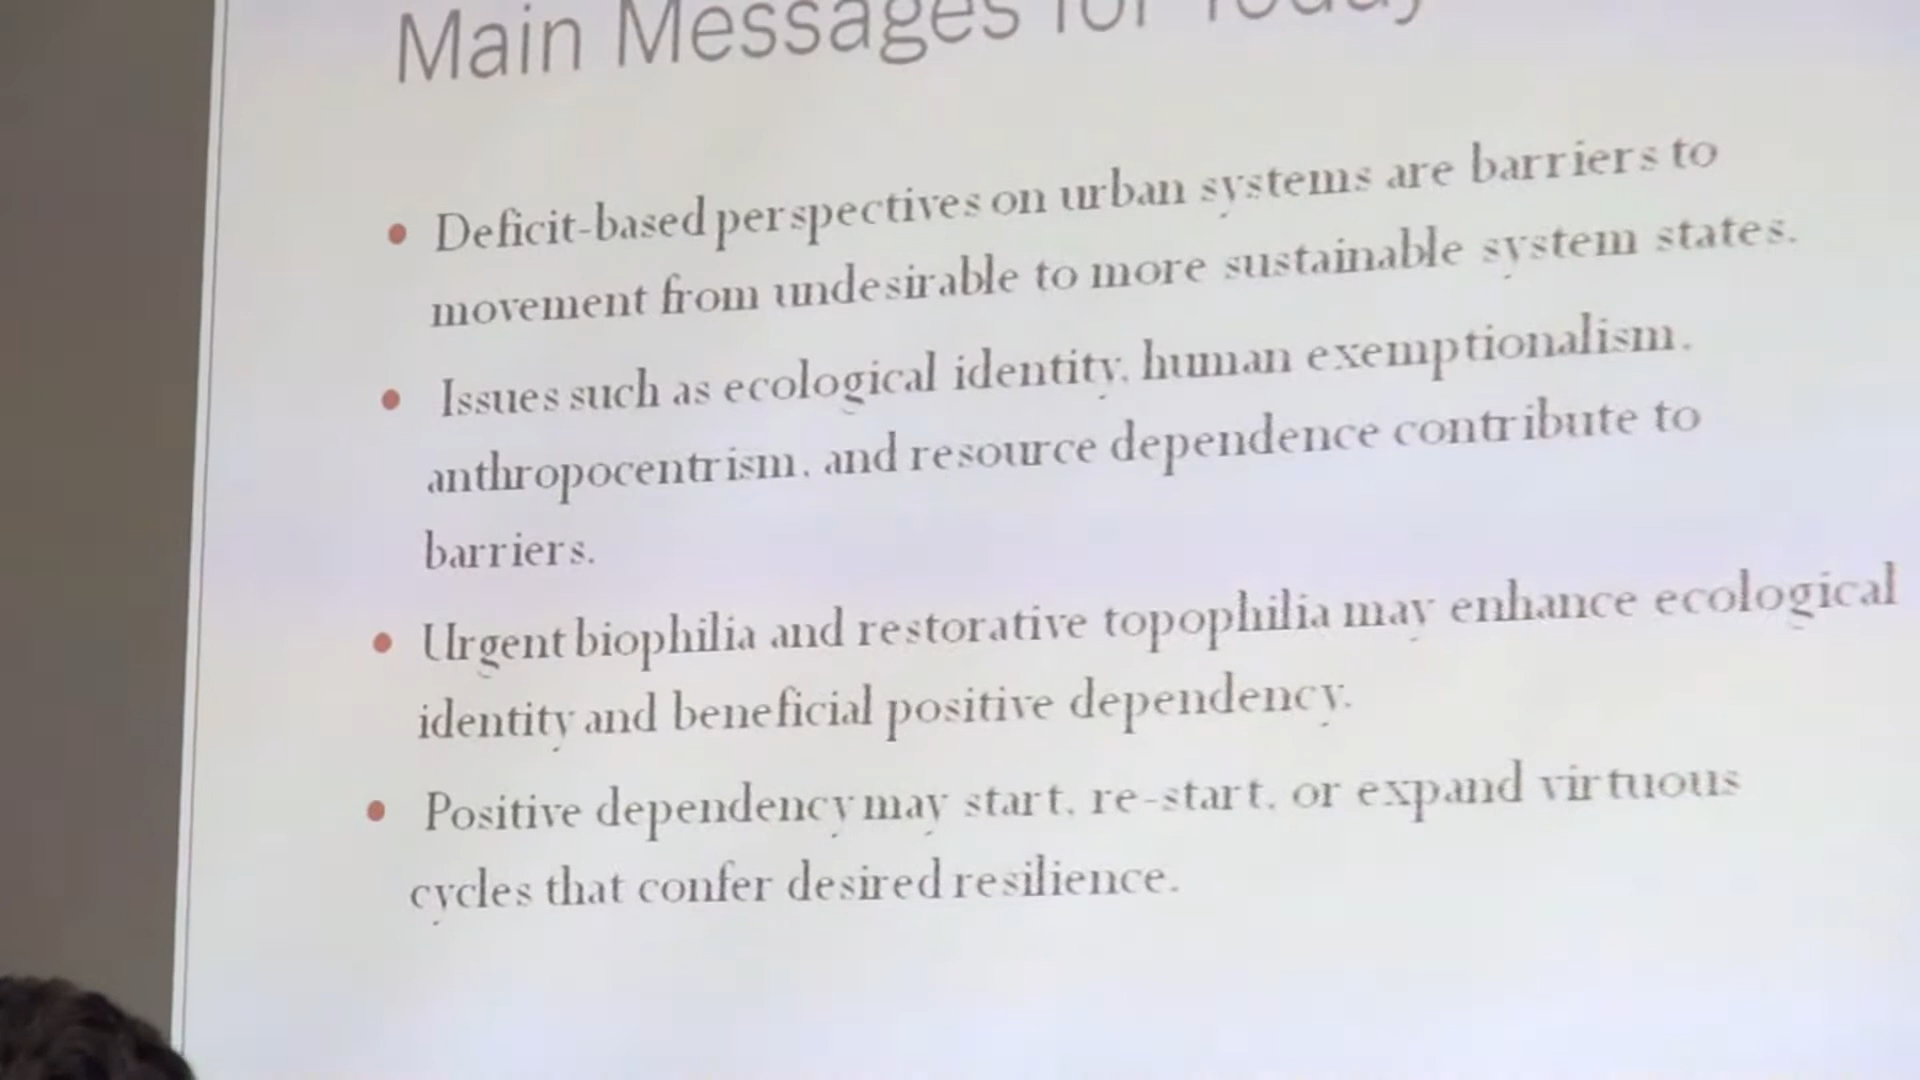 Main Messages for Today
• Deficit-based perspectives on urban systems are barriers to
movement from undesirable to more sustainable system states.
• Issues such as ecological identity, human exemptionalism,
anthropocentrism, and resource dependence contribute to
barriers.
• Urgent biophilia and restorative topophilia may enhance ecological
identity and beneficial positive dependency.
• Positive dependency may start, re-start, or expand virtuous
cycles that confer desired resilience.